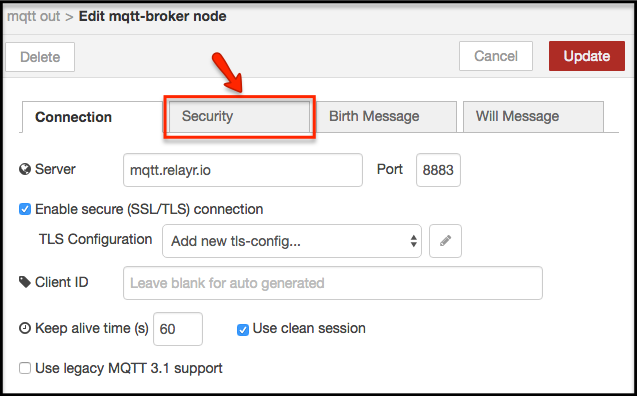 mqtt out > Edit mqtt-broker node
Delete Cancel Update
Connection Security Birth Message Will Message
Server mqtt.relayr.io Port 8883
Enable secure (SSL/TLS) connection
TLS Configuration Add new tls-config...
Client ID Leave blank for auto generated
Keep alive time (s) 60 Use clean session
Use legacy MQTT 3.1 support